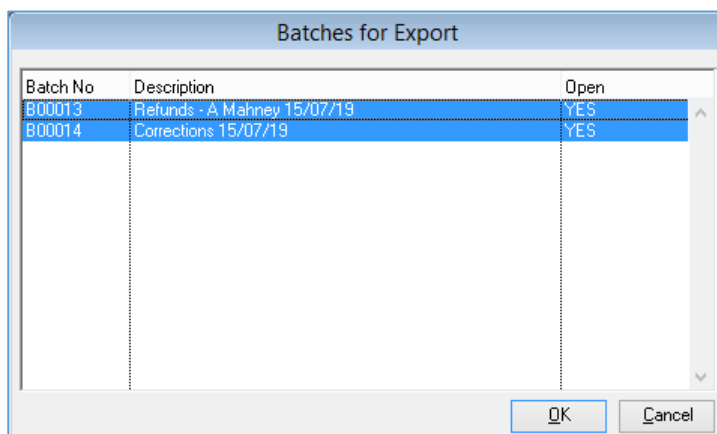 Batches for Export
Batch No Description Open
B00013 Refunds - A Mahney 15/07/19 YES
B00014 Corrections 15/07/19 YES
OK Cancel